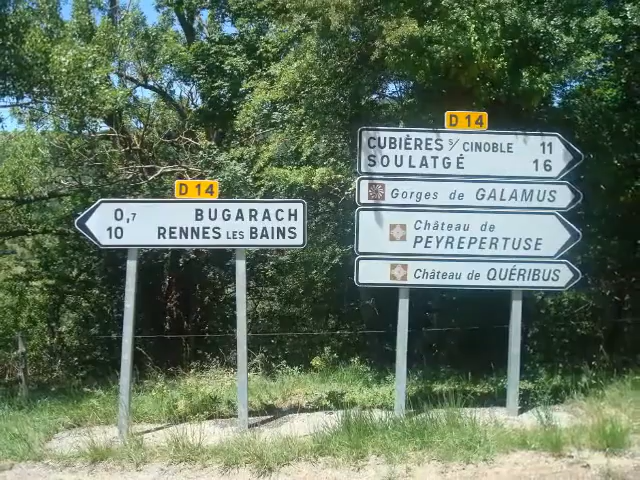 D 14
0,7 BUGARACH
10 RENNES LES BAINS
D 14
CUBIÈRES S/ CINOBLE 11
SOULATGÉ 16
Gorges de GALAMUS
Château de
PEYREPERTUSE
Château de QUÉRIBUS